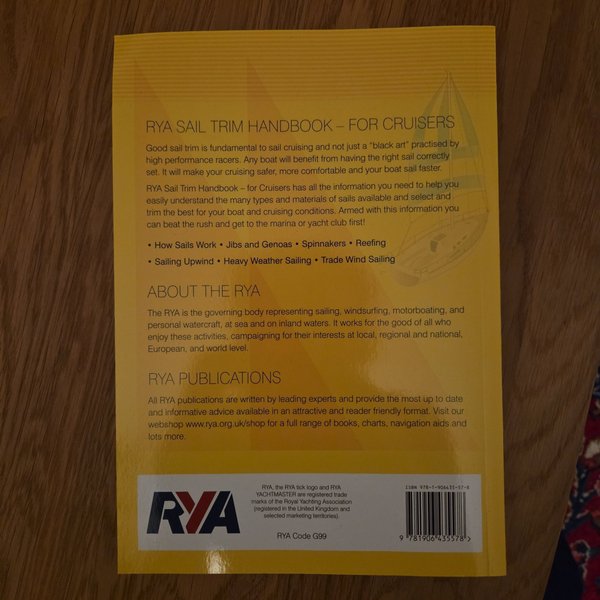 RYA SAIL TRIM HANDBOOK – FOR CRUISERS
Good sail trim is fundamental to sail cruising and not just a "black art" practised by
high performance racers. Any boat will benefit from having the right sail correctly
set. It will make your cruising safer, more comfortable and your boat sail faster.
RYA Sail Trim Handbook – for Cruisers has all the information you need to help you
easily understand the many types and materials of sails available and select and
trim the best for your boat and cruising conditions. Armed with this information you
can beat the rush and get to the marina or yacht club first!
• How Sails Work • Jibs and Genoas • Spinnakers • Reefing
• Sailing Upwind • Heavy Weather Sailing • Trade Wind Sailing
ABOUT THE RYA
The RYA is the governing body representing sailing, windsurfing, motorboating, and
personal watercraft, at sea and on inland waters. It works for the good of all who
enjoy these activities, campaigning for their interests at local, regional and national,
European, and world level.
RYA PUBLICATIONS
All RYA publications are written by leading experts and provide the most up to date
and informative advice available in an attractive and reader friendly format. Visit our
webshop www.rya.org.uk/shop for a full range of books, charts, navigation aids and
lots more.
RYA
RYA, the RYA tick logo and RYA
YACHTMASTER are registered trade
marks of the Royal Yachting Association
(registered in the United Kingdom and
selected marketing territories).
RYA Code G99
ISBN 978-1-906435-57-8
9 781906 435578 >